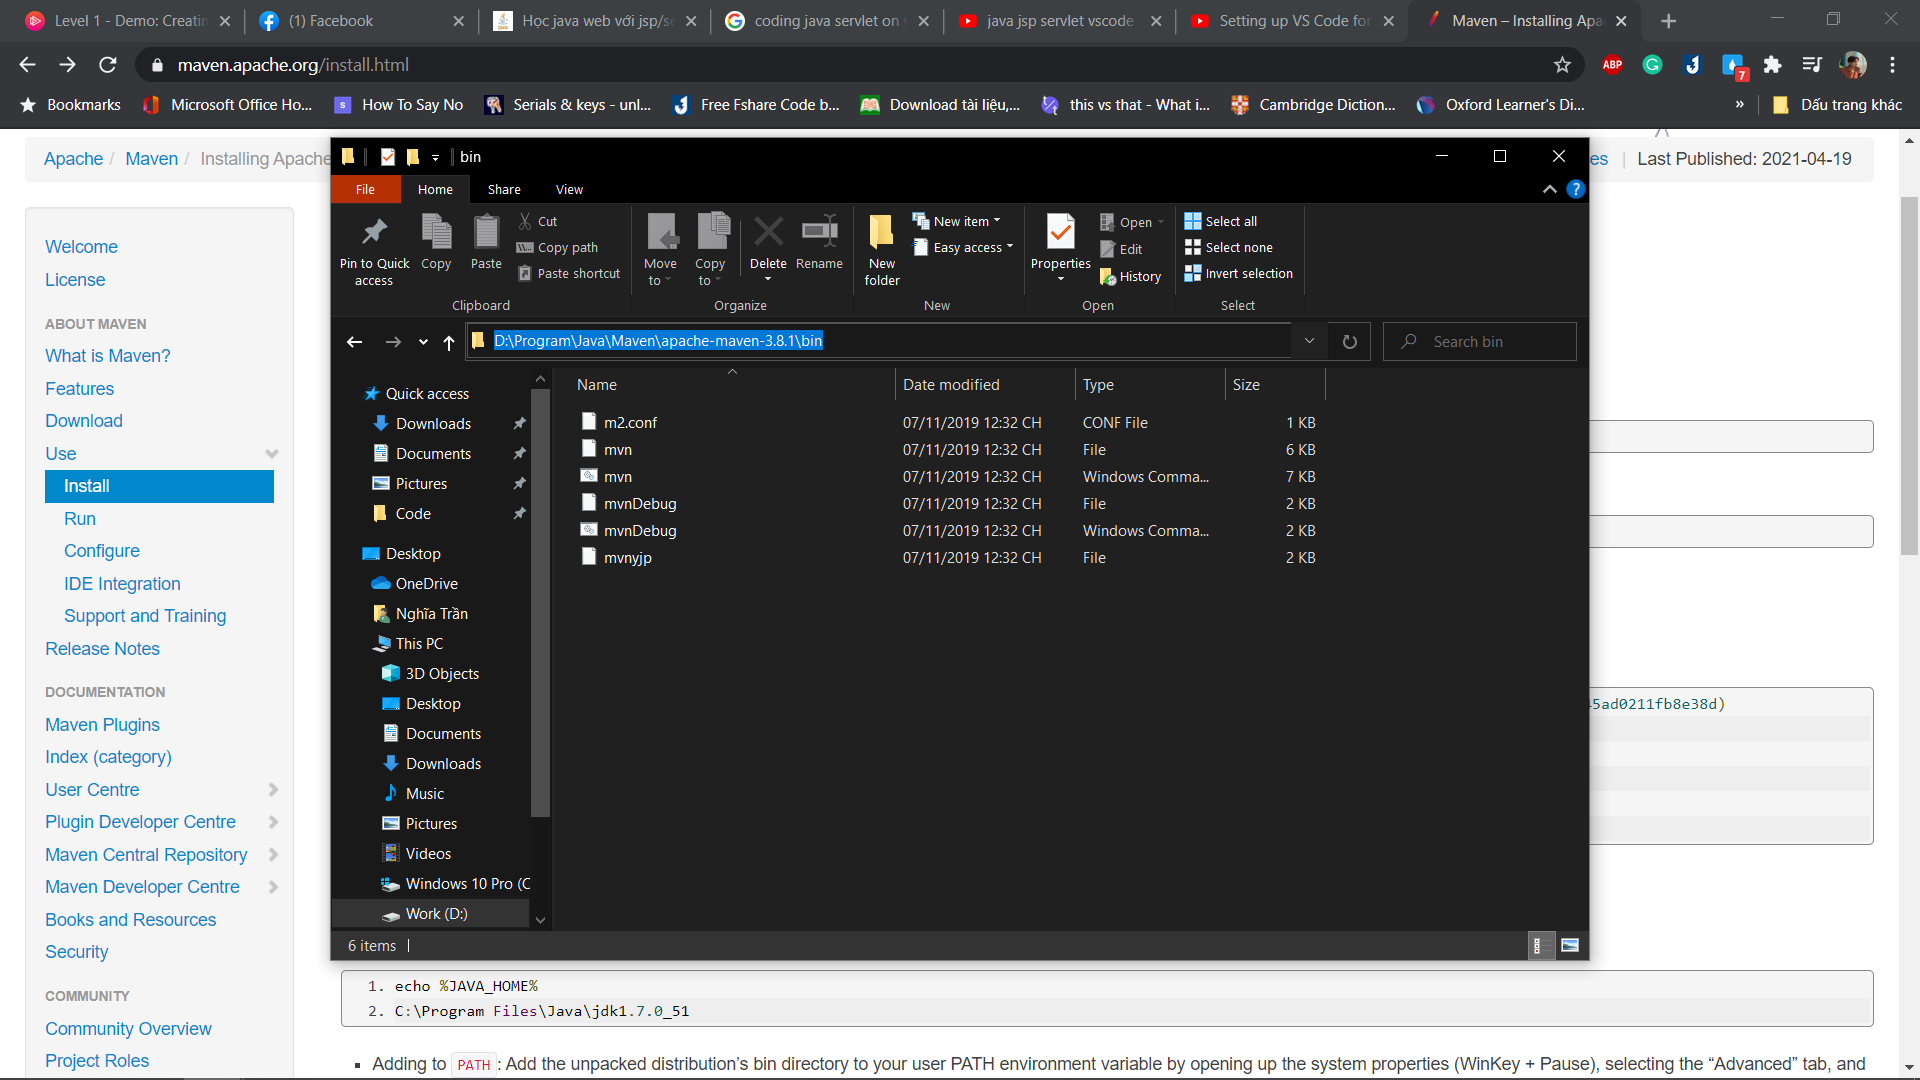 Level 1 - Demo: Creatin
(1) Facebook
Học java web với jsp/se
coding java servlet on v
java jsp servlet vscode
Setting up VS Code for
Maven – Installing Apa
maven.apache.org/install.html
ABP
7
Bookmarks
Microsoft Office Ho...
How To Say No
Serials & keys - unl...
Free Fshare Code b...
Download tài liệu,...
this vs that - What i...
Cambridge Diction...
Oxford Learner's Di...
»
Dấu trang khác
Apache / Maven / Installing Apache
es | Last Published: 2021-04-19
Welcome
License
ABOUT MAVEN
What is Maven?
Features
Download
Use
Install
Run
Configure
IDE Integration
Support and Training
Release Notes
DOCUMENTATION
Maven Plugins
Index (category)
User Centre
Plugin Developer Centre
Maven Central Repository
Maven Developer Centre
Books and Resources
Security
COMMUNITY
Community Overview
Project Roles
bin
File Home Share View
Pin to Quick access
Copy
Paste
Cut
Copy path
Paste shortcut
Clipboard
Move to
Copy to
Delete
Rename
Organize
New folder
New item
Easy access
New
Properties
Open
Edit
History
Open
Select all
Select none
Invert selection
Select
D:\Program\Java\Maven\apache-maven-3.8.1\bin
Search bin
Quick access
Downloads
Documents
Pictures
Code
Desktop
OneDrive
Nghĩa Trần
This PC
3D Objects
Desktop
Documents
Downloads
Music
Pictures
Videos
Windows 10 Pro (C
Work (D:)
Name Date modified Type Size
m2.conf 07/11/2019 12:32 CH CONF File 1 KB
mvn 07/11/2019 12:32 CH File 6 KB
mvn 07/11/2019 12:32 CH Windows Comma... 7 KB
mvnDebug 07/11/2019 12:32 CH File 2 KB
mvnDebug 07/11/2019 12:32 CH Windows Comma... 2 KB
mvnyjp 07/11/2019 12:32 CH File 2 KB
6 items
5ad0211fb8e38d)
1. echo %JAVA_HOME%
2. C:\Program Files\Java\jdk1.7.0_51
Adding to PATH: Add the unpacked distribution’s bin directory to your user PATH environment variable by opening up the system properties (WinKey + Pause), selecting the “Advanced” tab, and